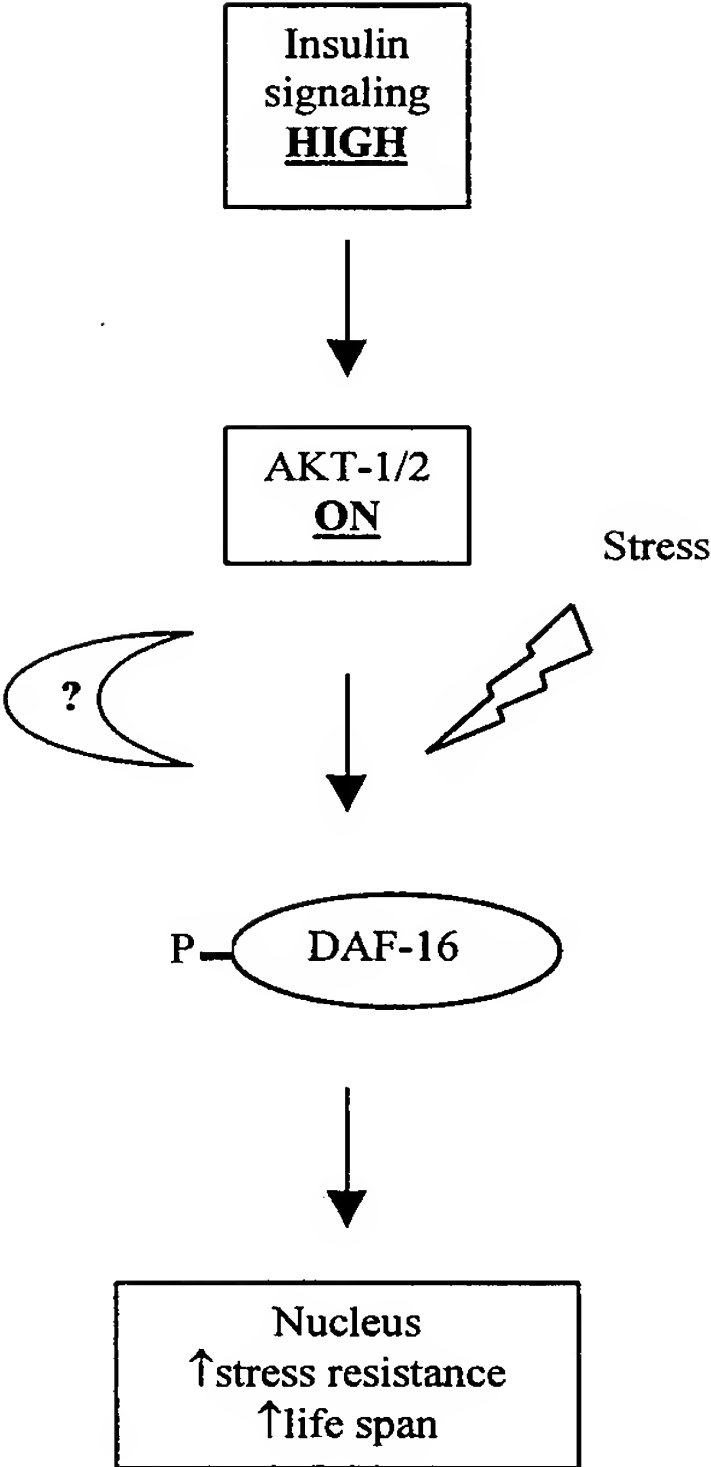 Insulin
signaling
HIGH
AKT-1/2
ON
Stress
?
P
DAF-16
Nucleus
↑stress resistance
↑life span